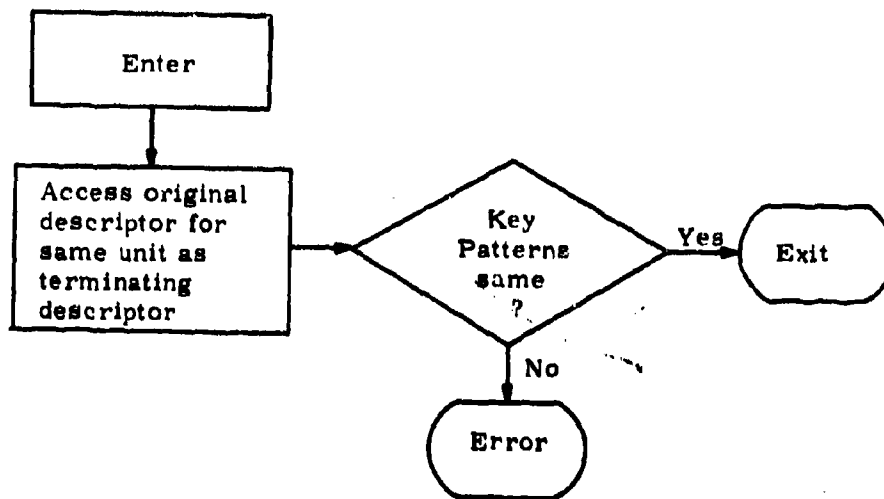 Enter
Access original
descriptor for
same unit as
terminating
descriptor
Key
Patterns
same
?
Yes
Exit
No
Error